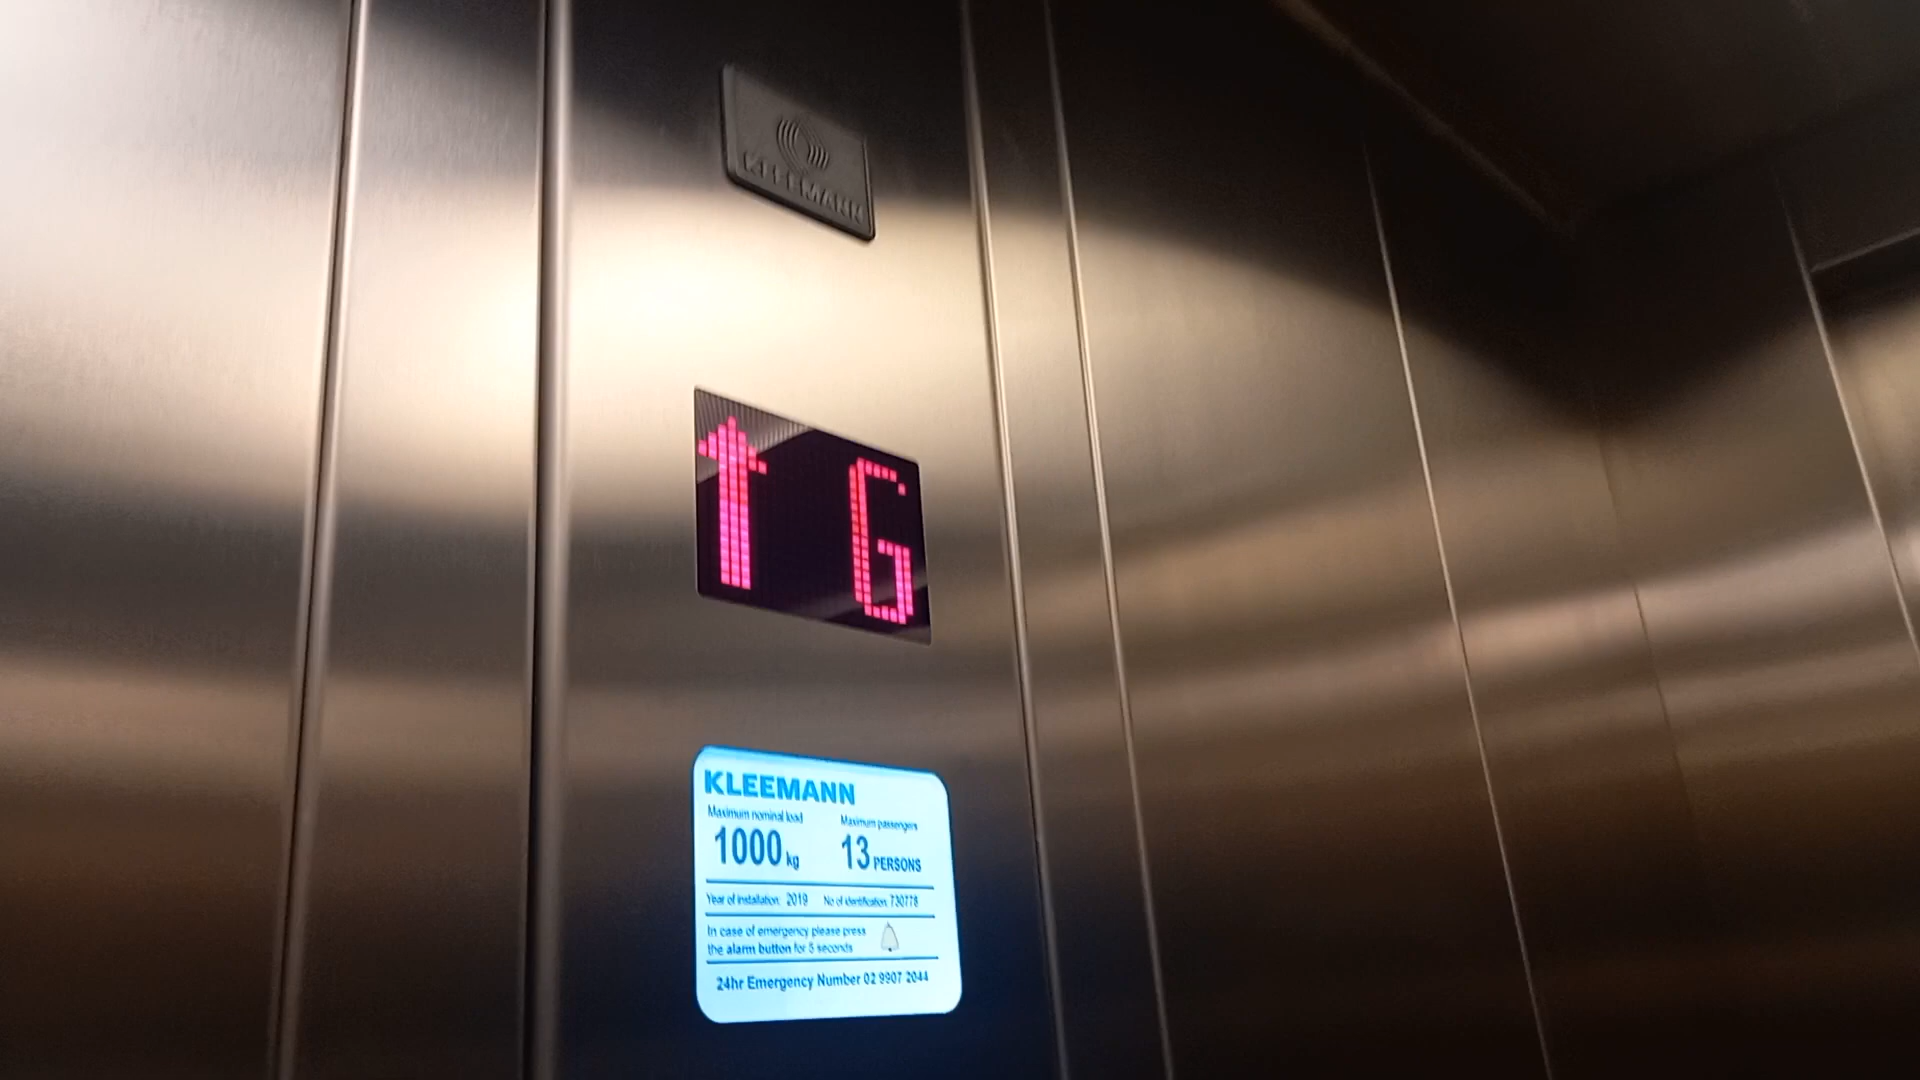 KLEEMANN
G
KLEEMANN
Maximum nominal load Maximum passengers
1000 kg 13 PERSONS
Year of installation: 2019 No of identification: 730778
In case of emergency please press
the alarm button for 5 seconds
24hr Emergency Number 02 9907 2044